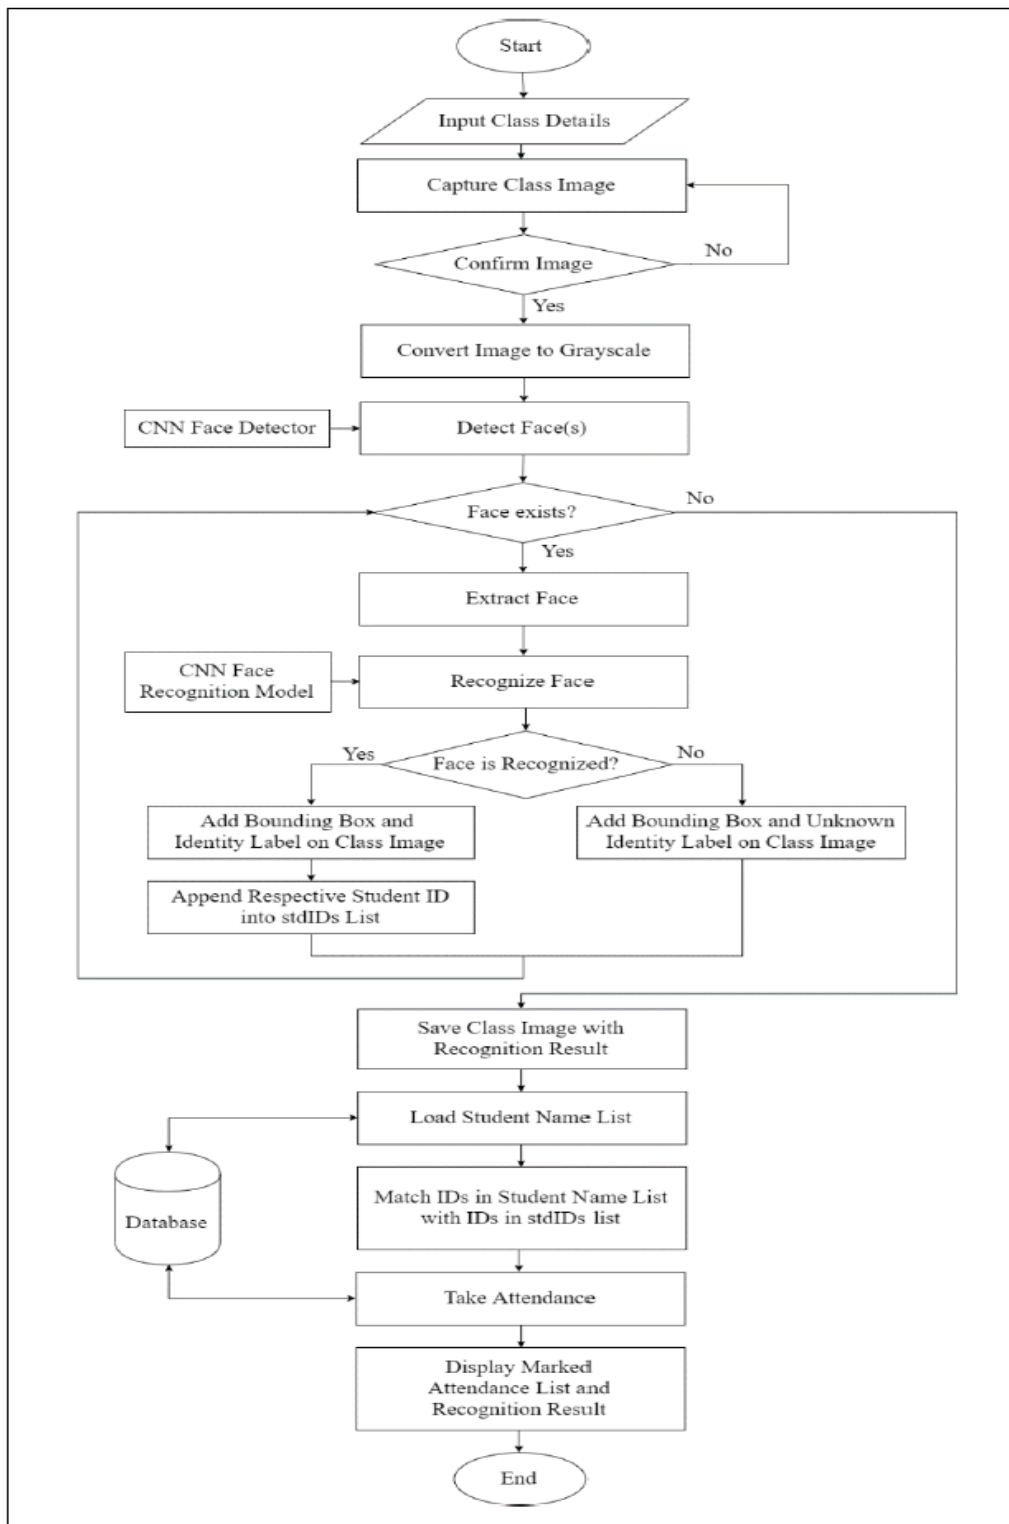 Start
Input Class Details
Capture Class Image
Confirm Image
No
Yes
Convert Image to Grayscale
CNN Face Detector
Detect Face(s)
Face exists?
No
Yes
Extract Face
CNN Face
Recognition Model
Recognize Face
Yes
Face is Recognized?
No
Add Bounding Box and
Identity Label on Class Image
Add Bounding Box and Unknown
Identity Label on Class Image
Append Respective Student ID
into stdIDs List
Save Class Image with
Recognition Result
Load Student Name List
Database
Match IDs in Student Name List
with IDs in stdIDs list
Take Attendance
Display Marked
Attendance List and
Recognition Result
End